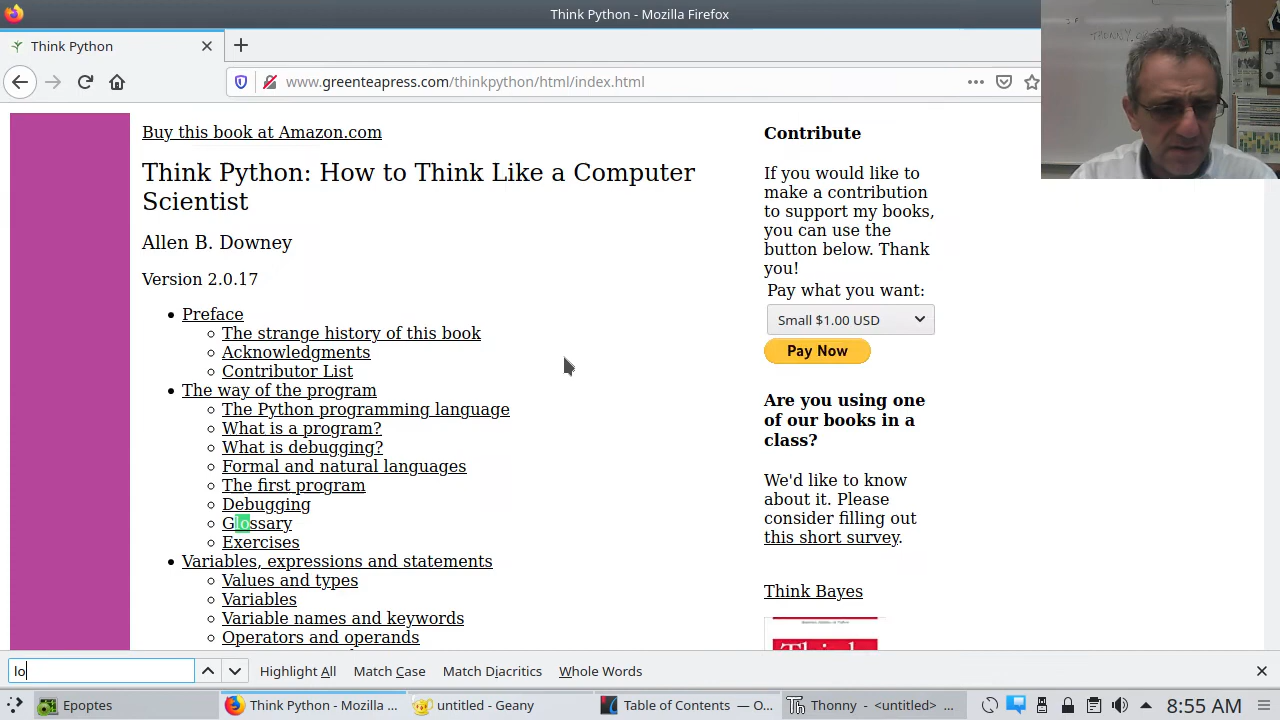 Think Python - Mozilla Firefox
Think Python
www.greenteapress.com/thinkpython/html/index.html
Buy this book at Amazon.com
Think Python: How to Think Like a Computer
Scientist
Allen B. Downey
Version 2.0.17
Preface
The strange history of this book
Acknowledgments
Contributor List
The way of the program
The Python programming language
What is a program?
What is debugging?
Formal and natural languages
The first program
Debugging
Glossary
Exercises
Variables, expressions and statements
Values and types
Variables
Variable names and keywords
Operators and operands
Contribute
If you would like to
make a contribution
to support my books,
you can use the
button below. Thank
you!
Pay what you want:
Small $1.00 USD
Pay Now
Are you using one
of our books in a
class?
We'd like to know
about it. Please
consider filling out
this short survey.
Think Bayes
lo
Highlight All
Match Case
Match Diacritics
Whole Words
Epoptes
Think Python - Mozilla ...
untitled - Geany
Table of Contents — O...
Thonny - <untitled> ...
8:55 AM